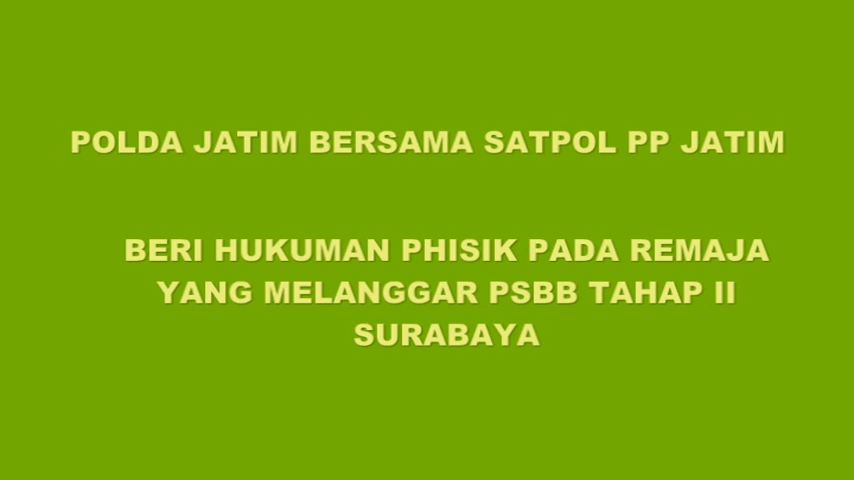 POLDA JATIM BERSAMA SATPOL PP JATIM
BERI HUKUMAN PHISIK PADA REMAJA
YANG MELANGGAR PSBB TAHAP II
SURABAYA